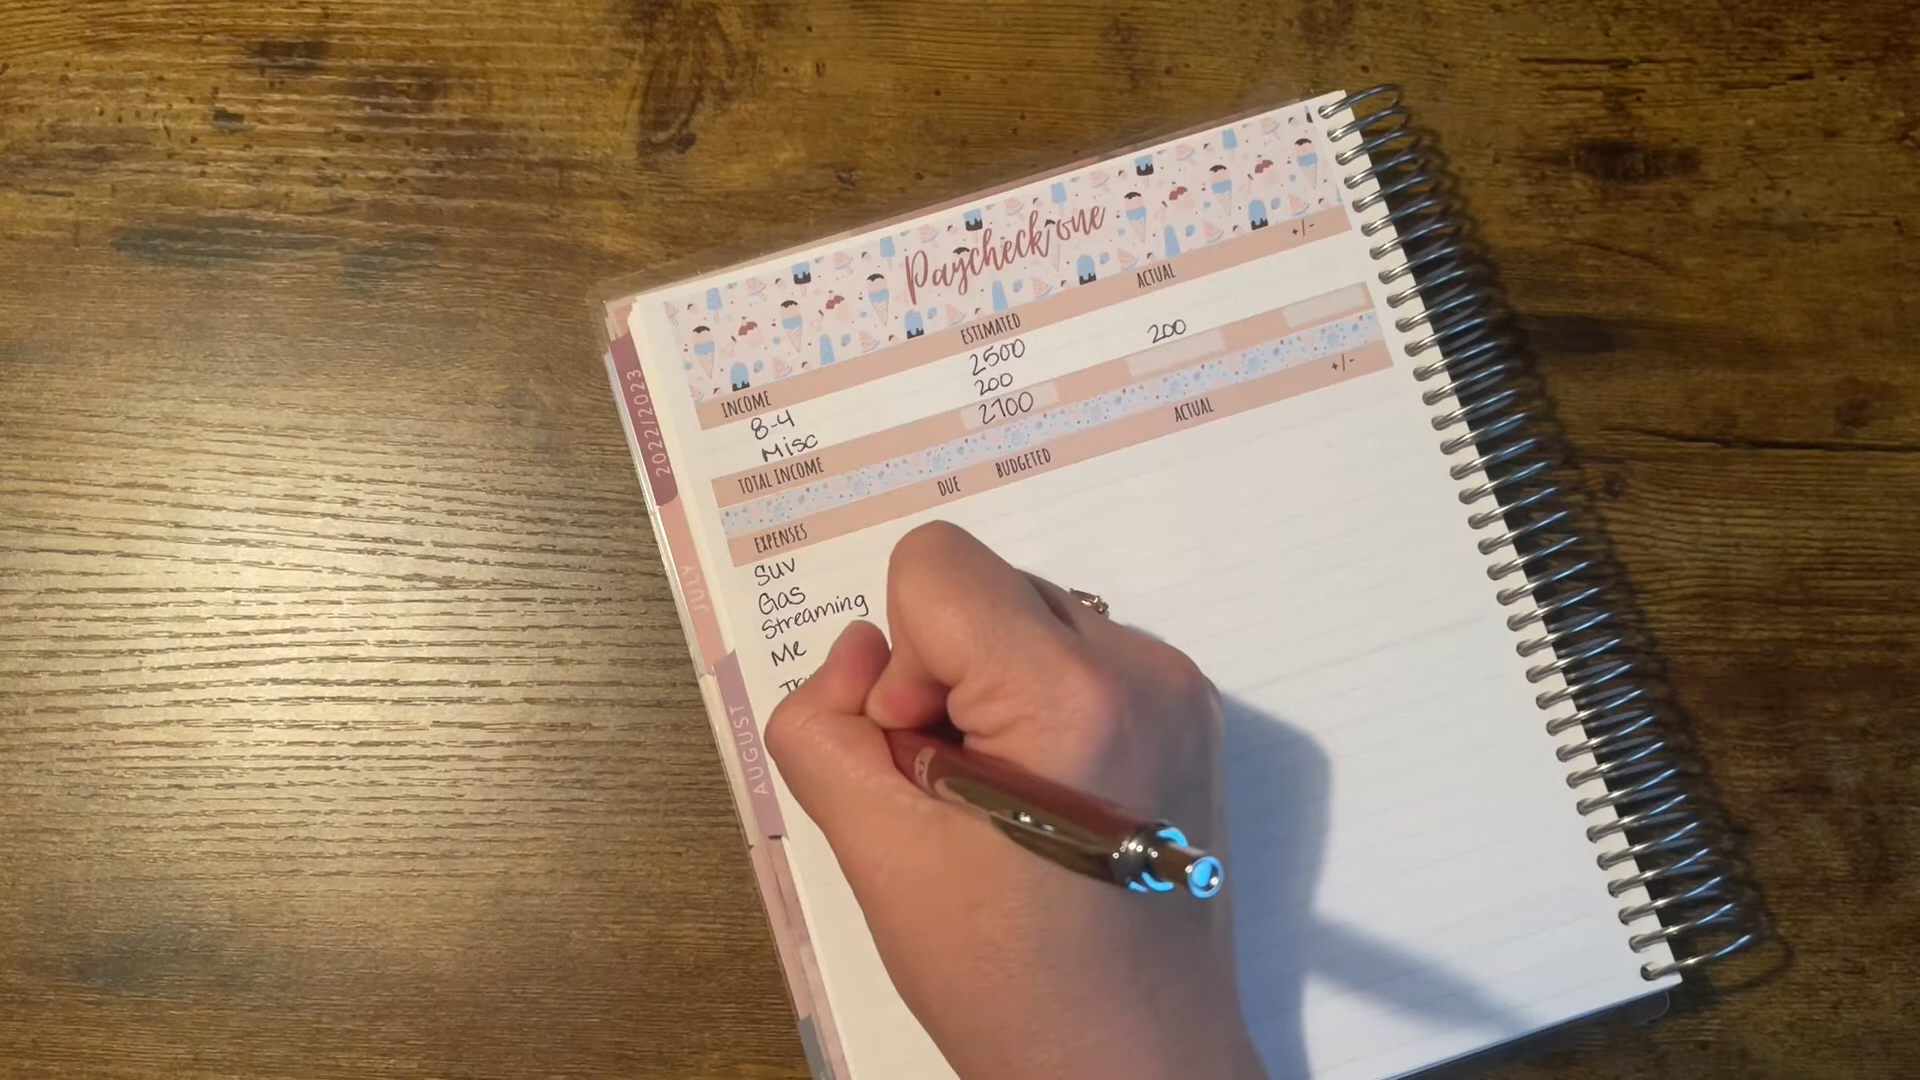 Paycheck one
INCOME ESTIMATED ACTUAL +/-
8-4 2500
Misc 200 200
TOTAL INCOME 2700
EXPENSES DUE BUDGETED ACTUAL +/-
Suv
Gas
Streaming
Me
2022/2023
JULY
AUGUST